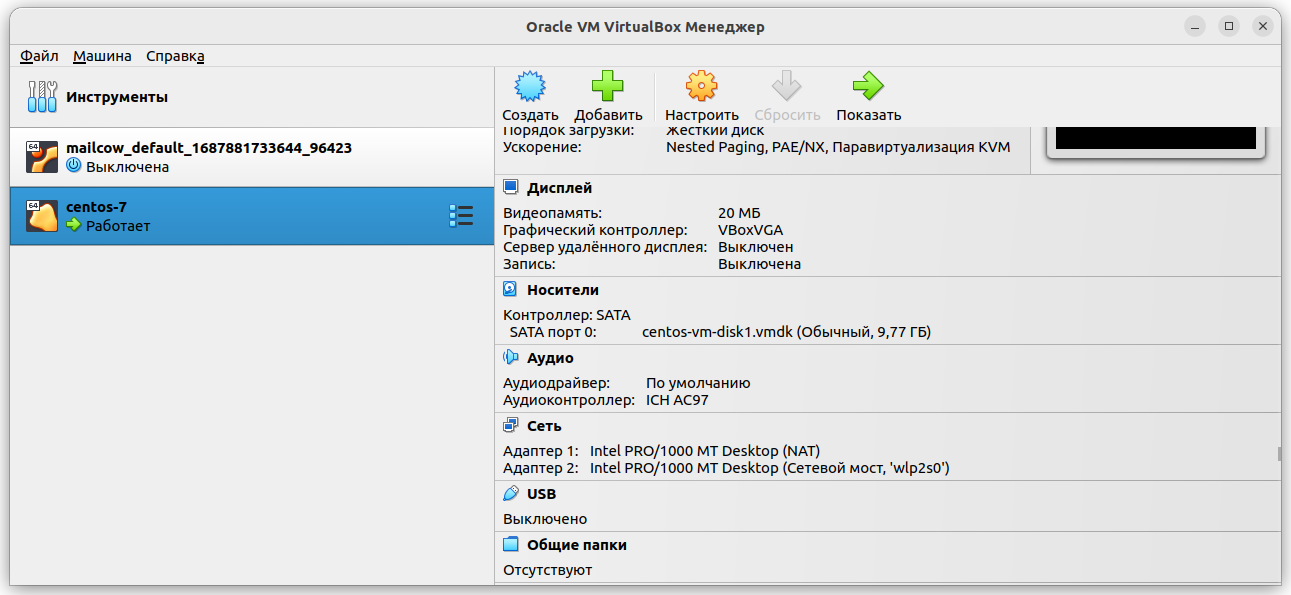 Oracle VM VirtualBox Менеджер
Файл Машина Справка
Инструменты
64
mailcow_default_1687881733644_96423
Выключена
64
centos-7
Работает
Создать Добавить Настроить Сбросить Показать
Порядок загрузки: Жёсткий диск
Ускорение: Nested Paging, PAE/NX, Паравиртуализация KVM
Дисплей
Видеопамять: 20 МБ
Графический контроллер: VBoxVGA
Сервер удалённого дисплея: Выключен
Запись: Выключена
Носители
Контроллер: SATA
SATA порт 0: centos-vm-disk1.vmdk (Обычный, 9,77 ГБ)
Аудио
Аудиодрайвер: По умолчанию
Аудиоконтроллер: ICH AC97
Сеть
Адаптер 1: Intel PRO/1000 MT Desktop (NAT)
Адаптер 2: Intel PRO/1000 MT Desktop (Сетевой мост, 'wlp2s0')
USB
Выключено
Общие папки
Отсутствуют